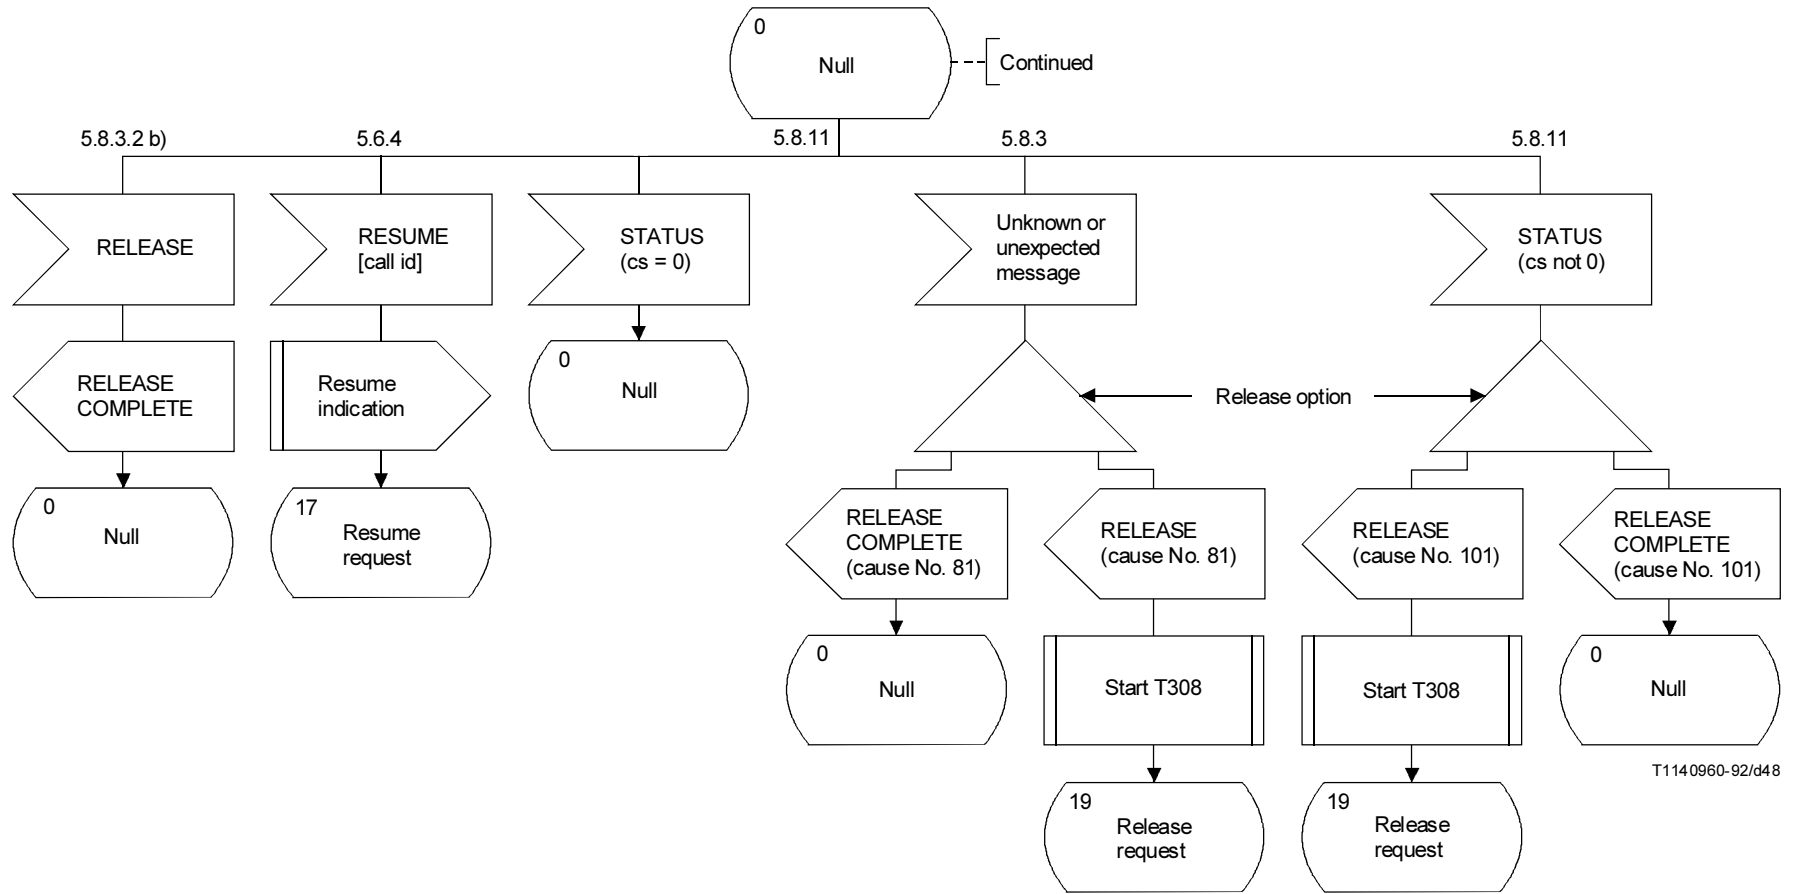 0
Null
Continued
5.8.3.2 b)
5.6.4
5.8.11
5.8.3
5.8.11
RELEASE
RESUME
[call id]
STATUS
(cs = 0)
Unknown or
unexpected
message
STATUS
(cs not 0)
RELEASE
COMPLETE
Resume
indication
0
Null
Release option
0
Null
17
Resume
request
RELEASE
COMPLETE
(cause No. 81)
RELEASE
(cause No. 81)
RELEASE
(cause No. 101)
RELEASE
COMPLETE
(cause No. 101)
0
Null
Start T308
Start T308
0
Null
T1140960-92/d48
19
Release
request
19
Release
request